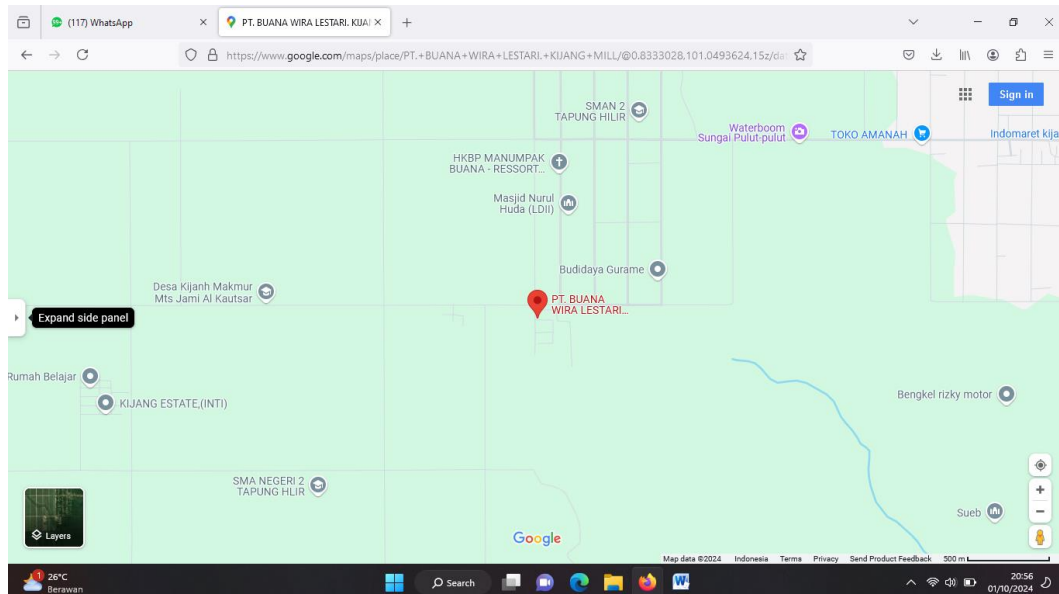 (117) WhatsApp
PT. BUANA WIRA LESTARI. KIJA
https://www.google.com/maps/place/PT.+BUANA+WIRA+LESTARI.+KIJANG+MILL/@0.8333028,101.0493624,15z/da
Sign in
SMAN 2
TAPUNG HILIR
Waterboom
Sungai Pulut-pulut
TOKO AMANAH
Indomaret kija
HKBP MANUMPAK
BUANA - RESSORT...
Masjid Nurul
Huda (LDII)
Budidaya Gurame
Desa Kijanh Makmur
Mts Jami Al Kautsar
PT. BUANA
WIRA LESTARI...
Expand side panel
Rumah Belajar
KIJANG ESTATE,(INTI)
Bengkel rizky motor
SMA NEGERI 2
TAPUNG HLIR
Sueb
Layers
Google
Map data ©2024 Indonesia Terms Privacy Send Product Feedback 500 m
1
26°C
Berawan
Search
W
20:56
01/10/2024